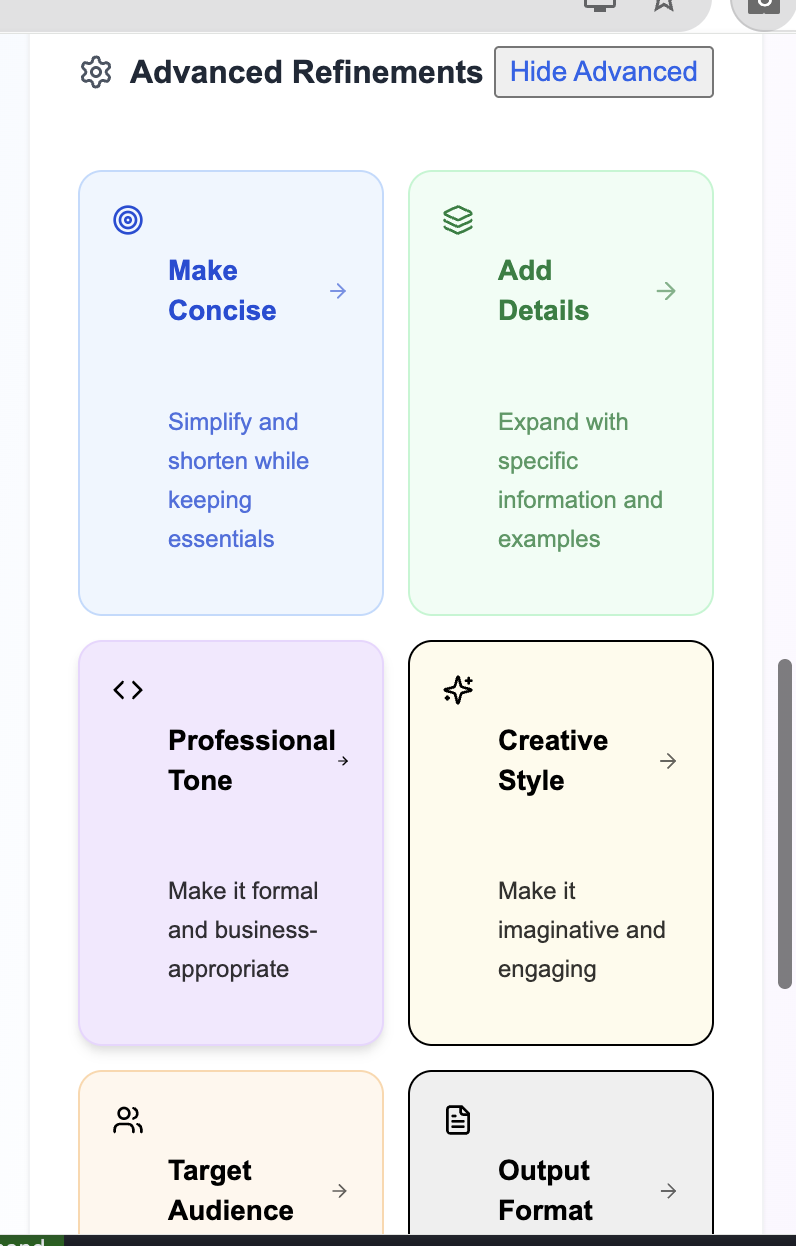 Advanced Refinements
Hide Advanced
Make
Concise
Simplify and
shorten while
keeping
essentials
Add
Details
Expand with
specific
information and
examples
Professional
Tone
Make it formal
and business-
appropriate
Creative
Style
Make it
imaginative and
engaging
Target
Audience
Output
Format